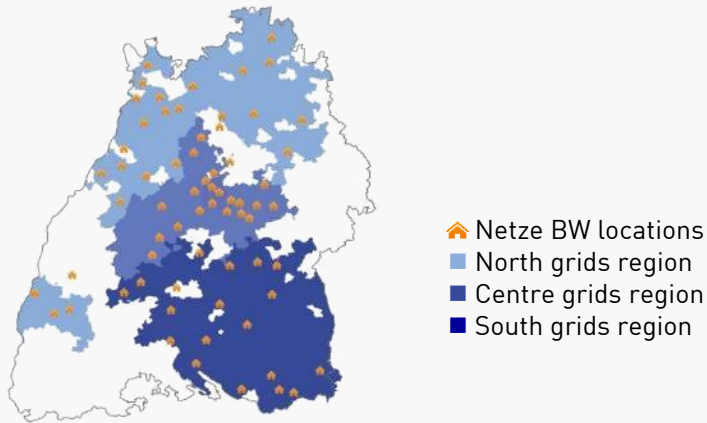 Netze BW locations
North grids region
Centre grids region
South grids region